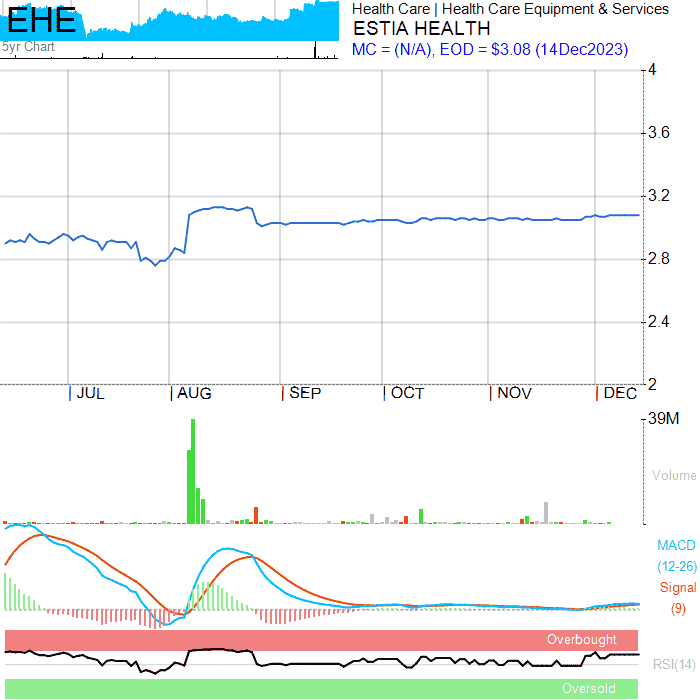 EHE
5yr Chart
Health Care | Health Care Equipment & Services
ESTIA HEALTH
MC = (N/A), EOD = $3.08 (14Dec2023)
4
3.6
3.2
2.8
2.4
2
| JUL | AUG | SEP | OCT | NOV | DEC
39M
Volume
MACD
(12-26)
Signal
(9)
Overbought
RSI(14)
Oversold